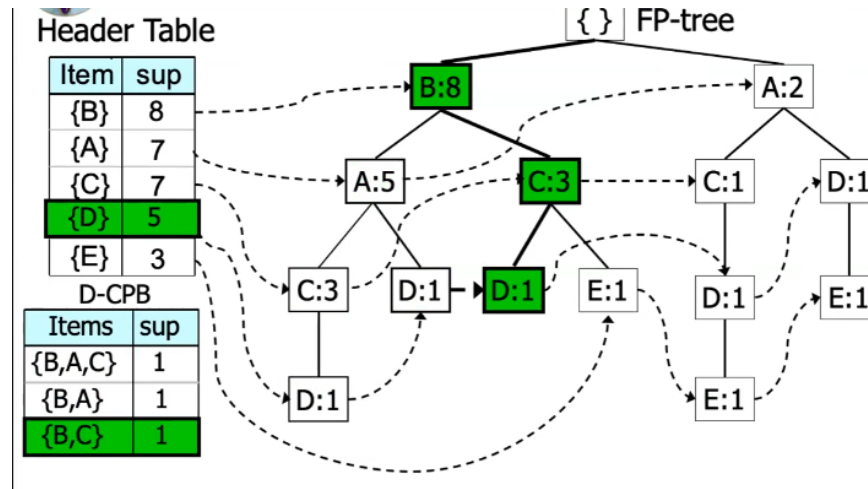 Header Table
Item sup
{B} 8
{A} 7
{C} 7
{D} 5
{E} 3
D-CPB
Items sup
{B,A,C} 1
{B,A} 1
{B,C} 1
{ } FP-tree
B:8 A:2
A:5 C:3 C:1 D:1
C:3 D:1 D:1 E:1 D:1 E:1
D:1 E:1